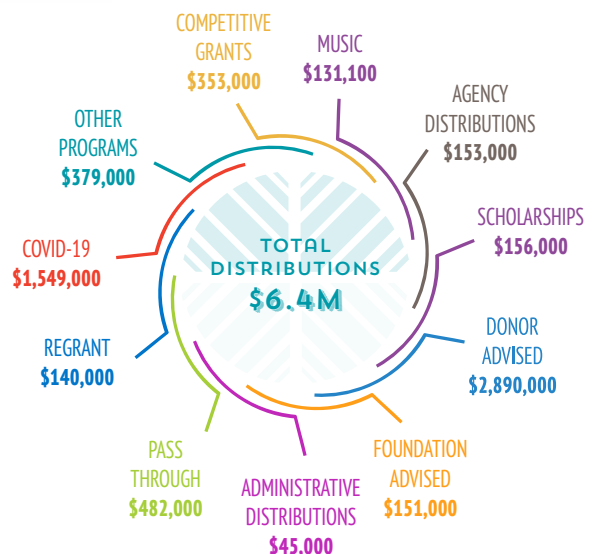 COMPETITIVE
GRANTS
$353,000
MUSIC
$131,100
AGENCY
DISTRIBUTIONS
$153,000
SCHOLARSHIPS
$156,000
DONOR
ADVISED
$2,890,000
FOUNDATION
ADVISED
$151,000
ADMINISTRATIVE
DISTRIBUTIONS
$45,000
PASS
THROUGH
$482,000
REGRANT
$140,000
COVID-19
$1,549,000
OTHER
PROGRAMS
$379,000
TOTAL
DISTRIBUTIONS
$6.4M